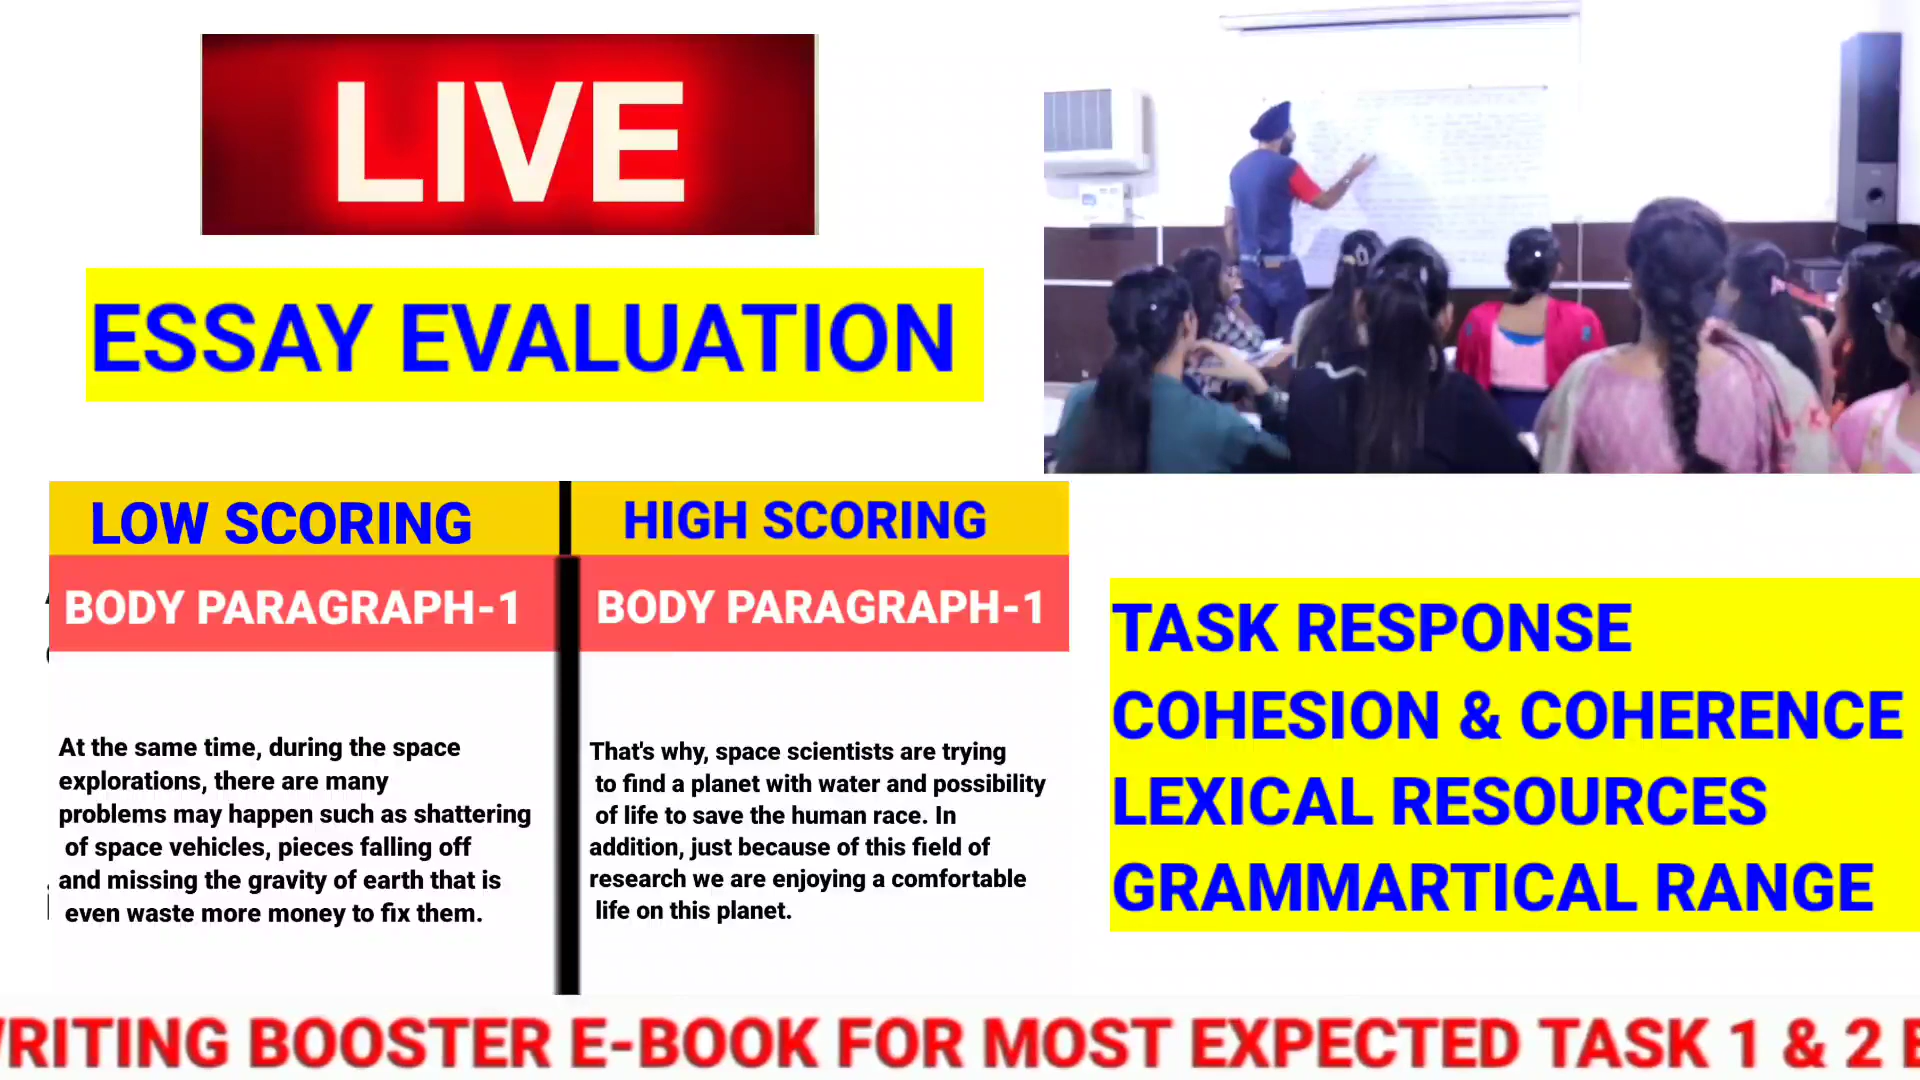 LIVE
ESSAY EVALUATION
LOW SCORING
HIGH SCORING
BODY PARAGRAPH-1
BODY PARAGRAPH-1
At the same time, during the space
explorations, there are many
problems may happen such as shattering
of space vehicles, pieces falling off
and missing the gravity of earth that is
even waste more money to fix them.
That's why, space scientists are trying
to find a planet with water and possibility
of life to save the human race. In
addition, just because of this field of
research we are enjoying a comfortable
life on this planet.
TASK RESPONSE
COHESION & COHERENCE
LEXICAL RESOURCES
GRAMMARTICAL RANGE
WRITING BOOSTER E-BOOK FOR MOST EXPECTED TASK 1 & 2